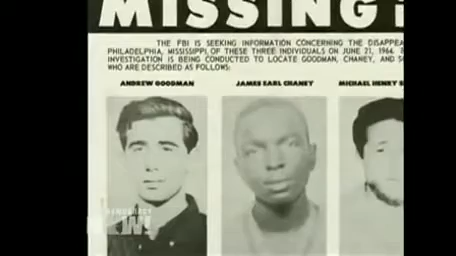 MISSING
THE FBI IS SEEKING INFORMATION CONCERNING THE DISAPPEA
PHILADELPHIA, MISSISSIPPI, OF THESE THREE INDIVIDUALS ON JUNE 21, 1964.
INVESTIGATION IS BEING CONDUCTED TO LOCATE GOODMAN, CHANEY, AND
WHO ARE DESCRIBED AS FOLLOWS:
ANDREW GOODMAN JAMES EARL CHANEY MICHAEL HENRY
DEMOCRACY
NOW!